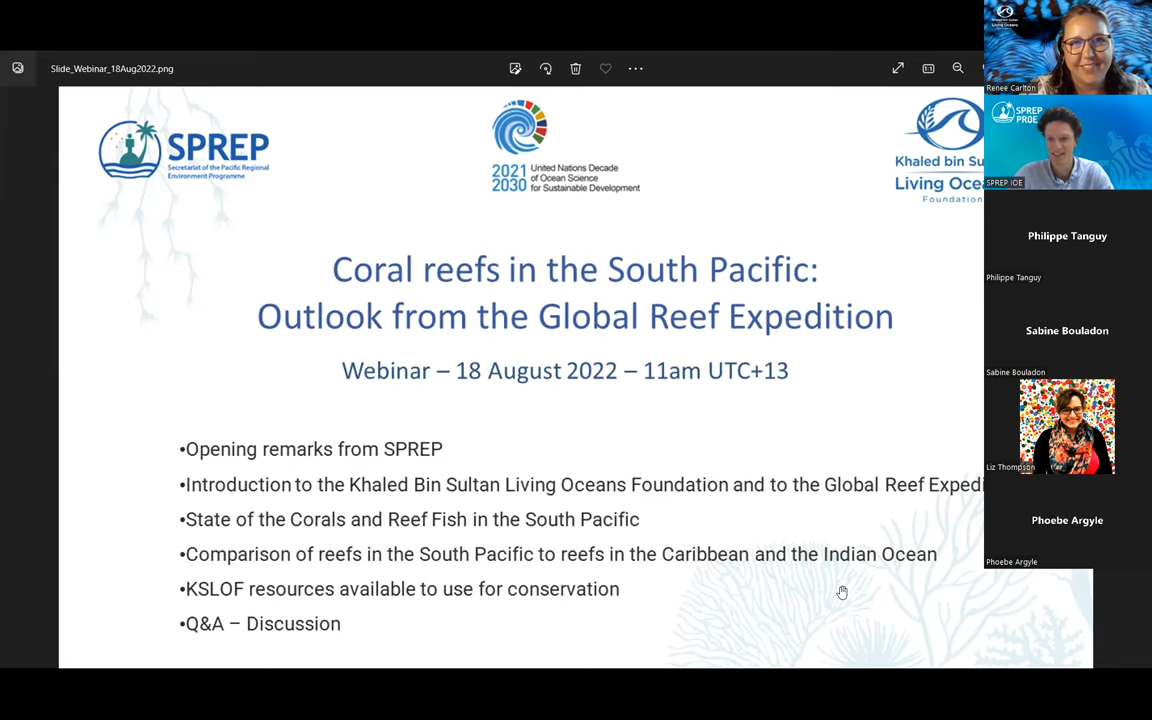 Slide_Webinar_18Aug2022.png
SPREP
Secretariat of the Pacific Regional
Environment Programme
2021
2030
United Nations Decade
of Ocean Science
for Sustainable Development
Khaled bin Su
Living Oce
Foundation
Coral reefs in the South Pacific:
Outlook from the Global Reef Expedition
Webinar – 18 August 2022 – 11am UTC+13
•Opening remarks from SPREP
•Introduction to the Khaled Bin Sultan Living Oceans Foundation and to the Global Reef Expedi
•State of the Corals and Reef Fish in the South Pacific
•Comparison of reefs in the South Pacific to reefs in the Caribbean and the Indian Ocean
•KSLOF resources available to use for conservation
•Q&A – Discussion
Living Oceans
Renee Carlton
SPREP
PROE
SPREP IOE
Philippe Tanguy
Philippe Tanguy
Sabine Bouladon
Sabine Bouladon
Liz Thompson
Phoebe Argyle
Phoebe Argyle